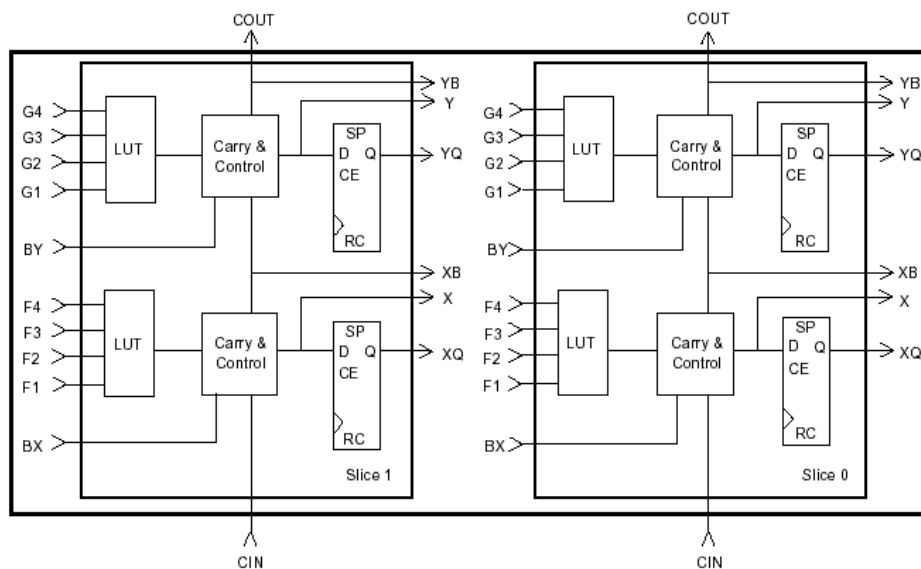 COUT
YB
Y
G4
G3
G2
G1
LUT
Carry &
Control
SP
D Q
CE
RC
YQ
BY
XB
X
F4
F3
F2
F1
LUT
Carry &
Control
SP
D Q
CE
RC
XQ
BX
Slice 1
CIN
COUT
YB
Y
G4
G3
G2
G1
LUT
Carry &
Control
SP
D Q
CE
RC
YQ
BY
XB
X
F4
F3
F2
F1
LUT
Carry &
Control
SP
D Q
CE
RC
XQ
BX
Slice 0
CIN